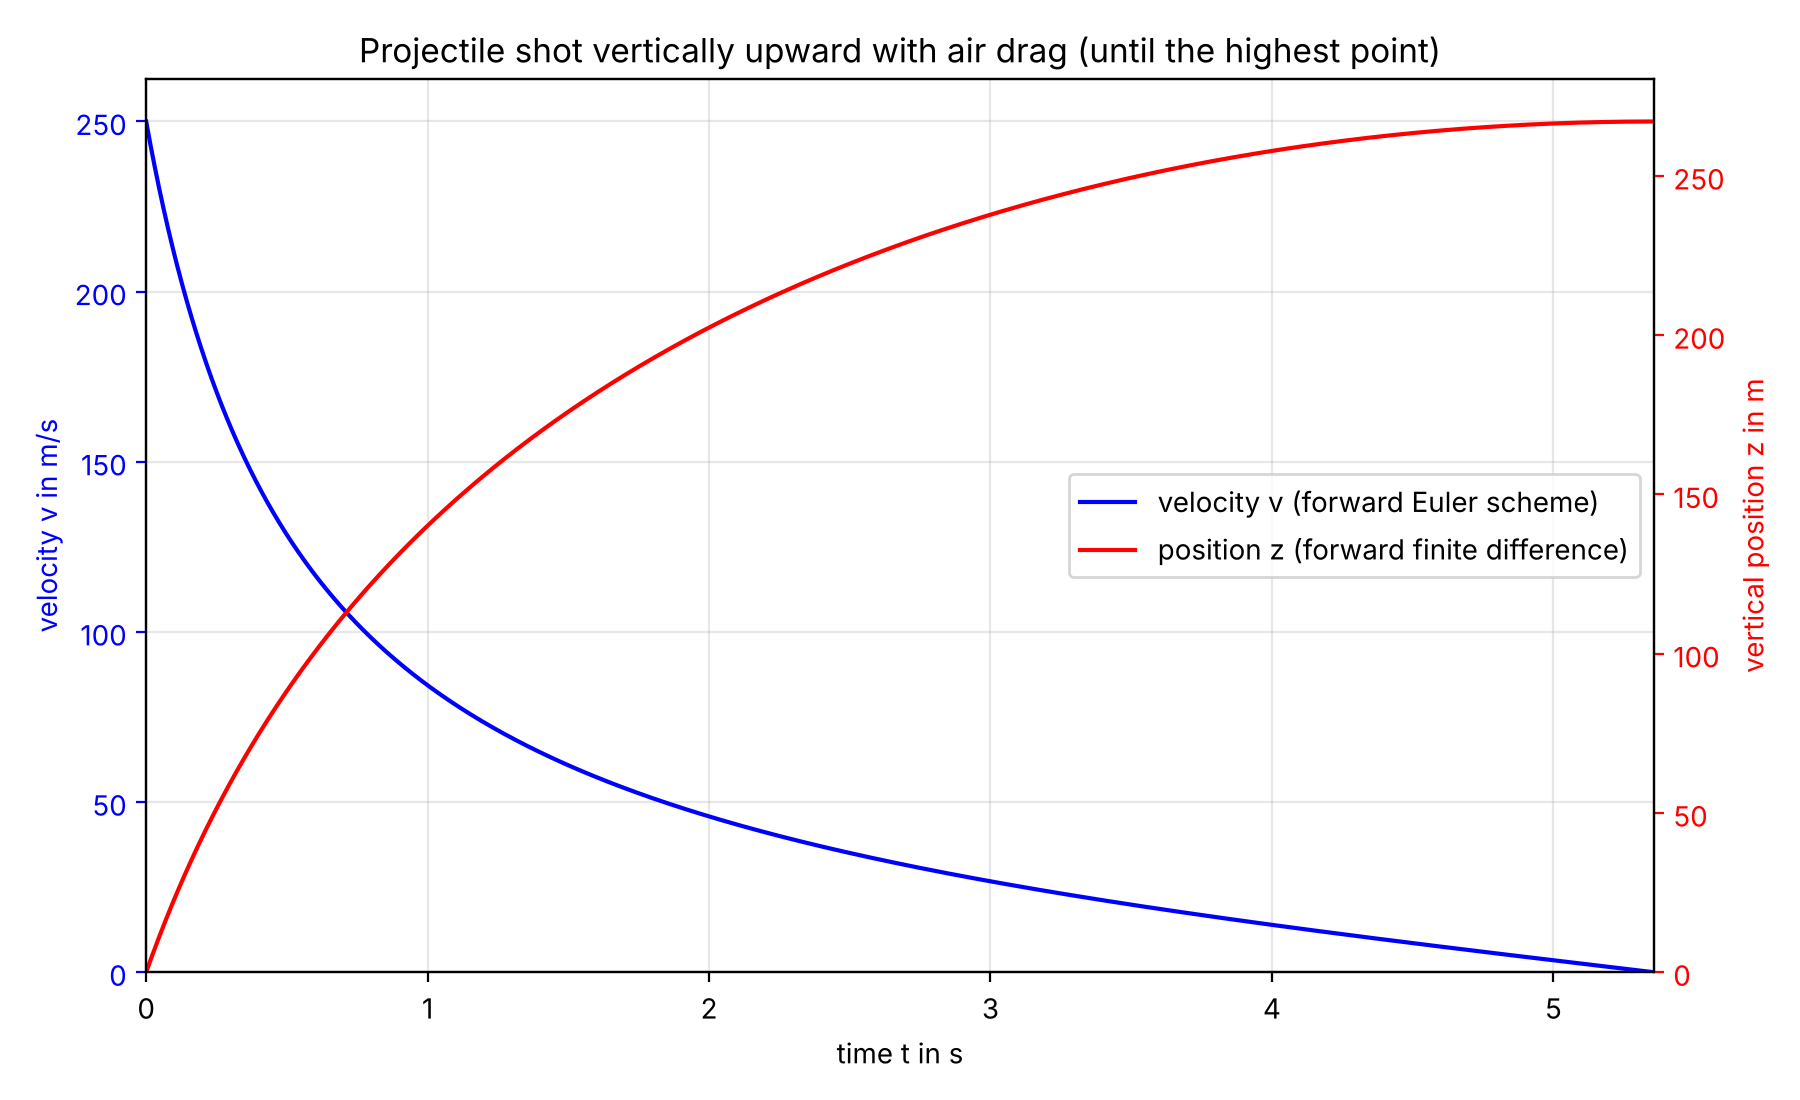 Projectile shot vertically upward with air drag (until the highest point)
velocity v in m/s
250
200
150
100
50
0
velocity v (forward Euler scheme)
position z (forward finite difference)
250
200
150
100
50
0
vertical position z in m
0 1 2 3 4 5
time t in s